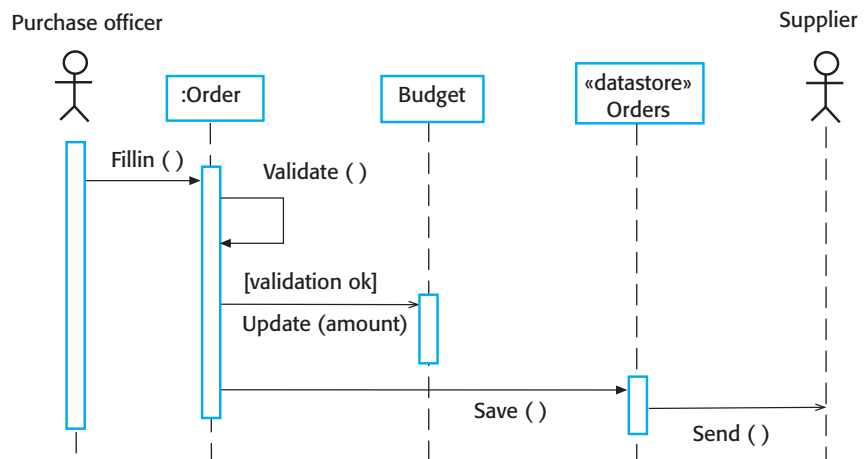 Purchase officer
Supplier
:Order
Budget
«datastore»
Orders
Fillin ( )
Validate ( )
[validation ok]
Update (amount)
Save ( )
Send ( )